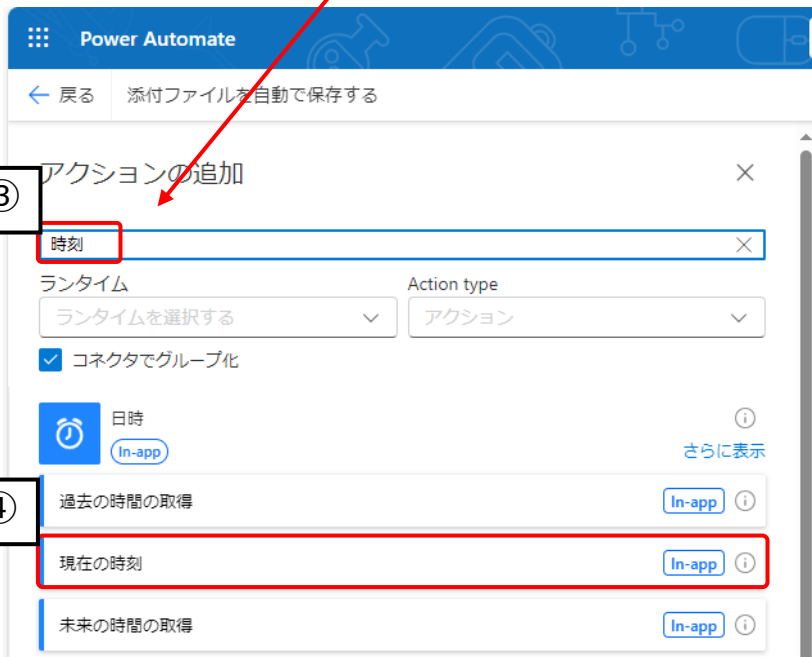 Power Automate
戻る 添付ファイルを自動で保存する
アクションの追加
③
時刻
ランタイム Action type
ランタイムを選択する アクション
コネクタでグループ化
日時
In-app さらに表示
④
過去の時間の取得 In-app
現在の時刻 In-app
未来の時間の取得 In-app